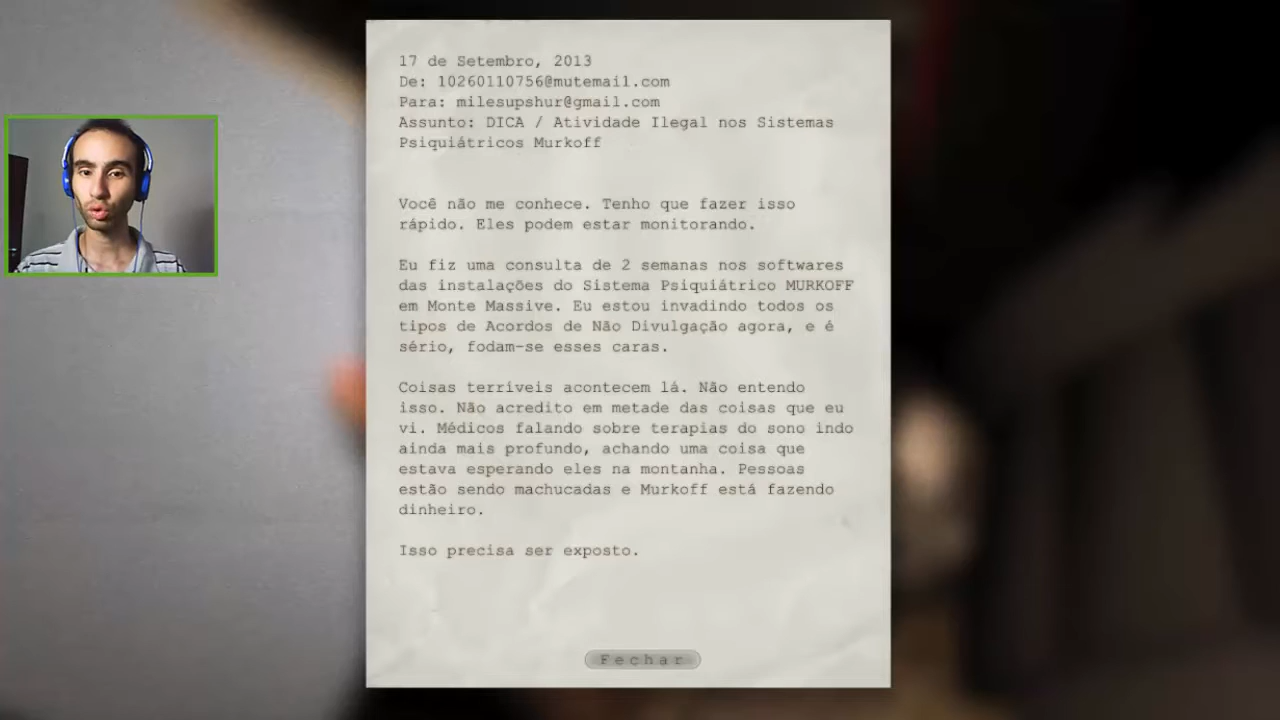 17 de Setembro, 2013
De: 10260110756@mutemail.com
Para: milesupshur@gmail.com
Assunto: DICA / Atividade Ilegal nos Sistemas
Psiquiátricos Murkoff
Você não me conhece. Tenho que fazer isso
rápido. Eles podem estar monitorando.
Eu fiz uma consulta de 2 semanas nos softwares
das instalações do Sistema Psiquiátrico MURKOFF
em Monte Massive. Eu estou invadindo todos os
tipos de Acordos de Não Divulgação agora, e é
sério, fodam-se esses caras.
Coisas terríveis acontecem lá. Não entendo
isso. Não acredito em metade das coisas que eu
vi. Médicos falando sobre terapias do sono indo
ainda mais profundo, achando uma coisa que
estava esperando eles na montanha. Pessoas
estão sendo machucadas e Murkoff está fazendo
dinheiro.
Isso precisa ser exposto.
Fechar